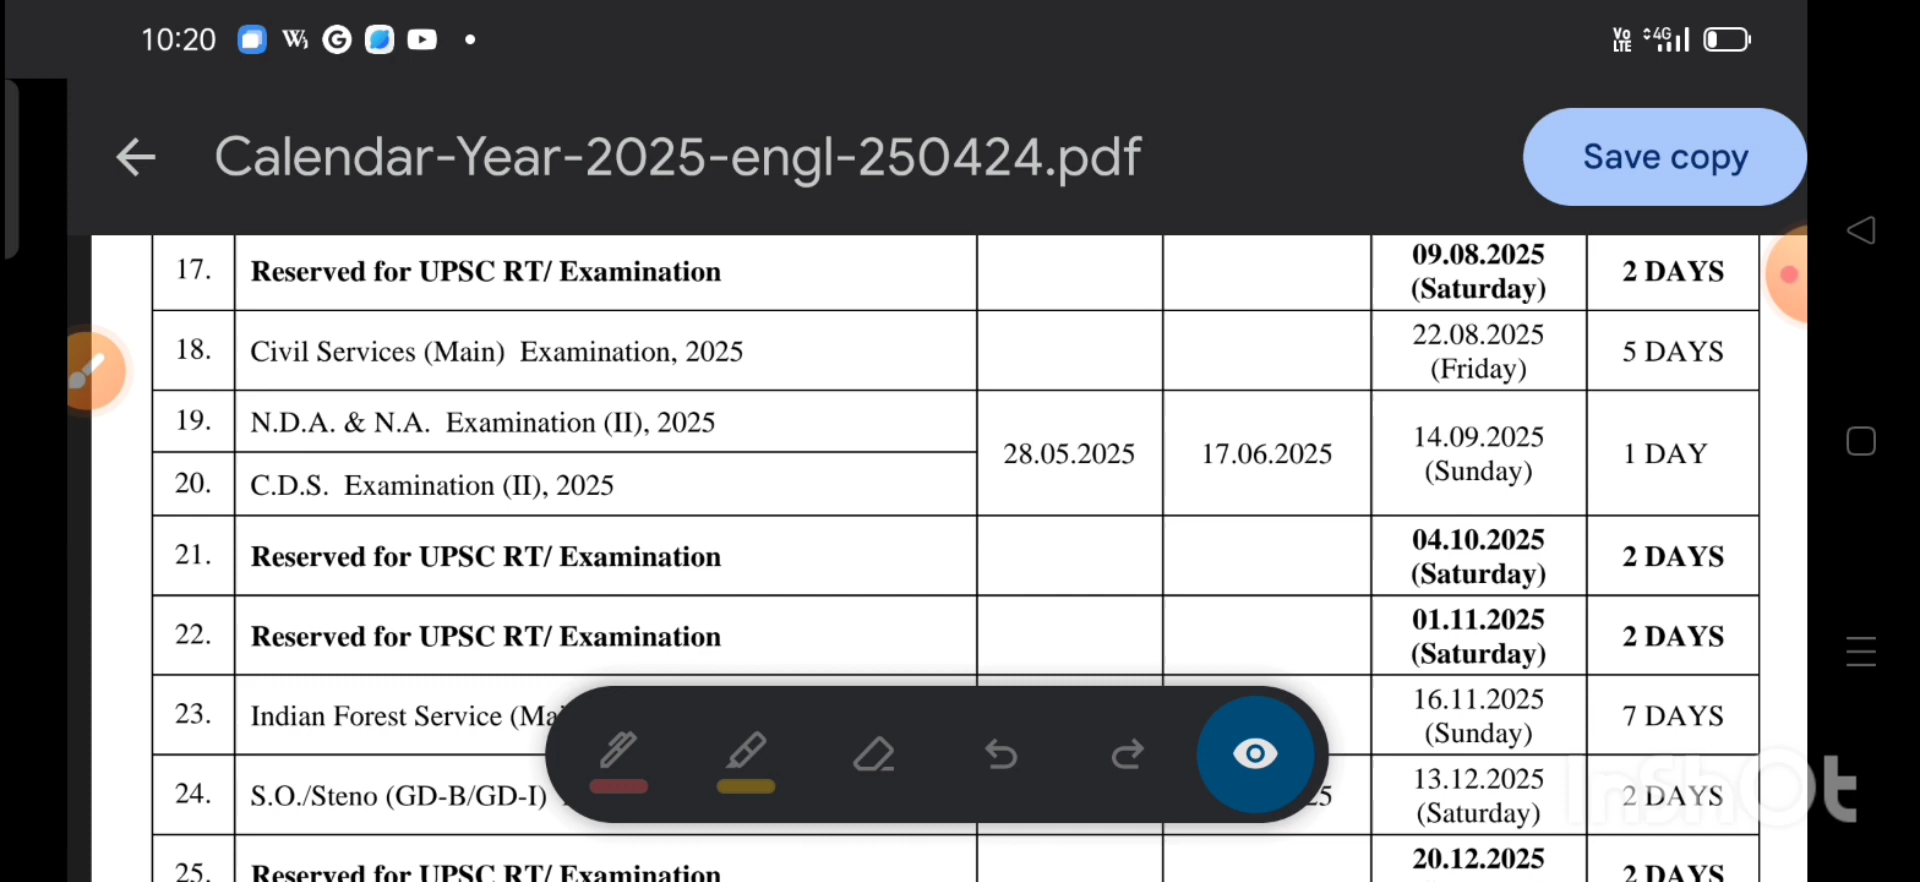 10:20 W G Vo LTE 4G
Calendar-Year-2025-engl-250424.pdf Save copy
17. Reserved for UPSC RT/ Examination 09.08.2025 (Saturday) 2 DAYS
18. Civil Services (Main) Examination, 2025 22.08.2025 (Friday) 5 DAYS
19. N.D.A. & N.A. Examination (II), 2025
20. C.D.S. Examination (II), 2025
28.05.2025 17.06.2025 14.09.2025 (Sunday) 1 DAY
21. Reserved for UPSC RT/ Examination 04.10.2025 (Saturday) 2 DAYS
22. Reserved for UPSC RT/ Examination 01.11.2025 (Saturday) 2 DAYS
23. Indian Forest Service (Ma 16.11.2025 (Sunday) 7 DAYS
24. S.O./Steno (GD-B/GD-I) 25 13.12.2025 (Saturday) 2 DAYS
25. Reserved for UPSC RT/ Examination 20.12.2025 2 DAYS
InShOt